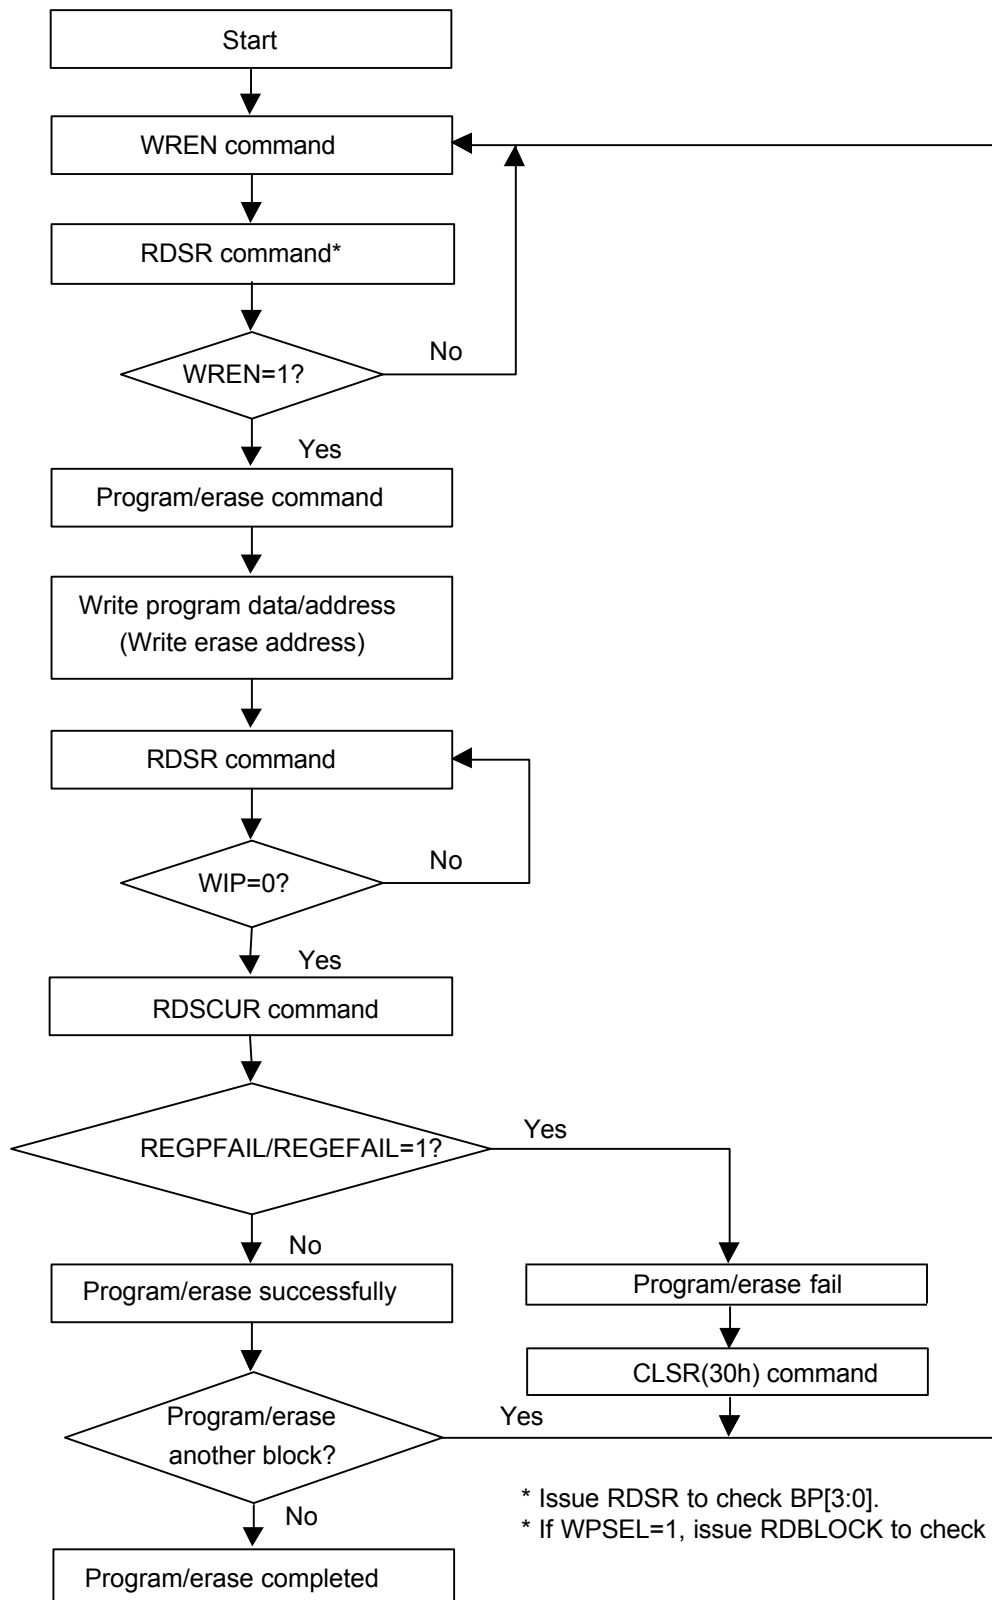 Start
WREN command
RDSR command*
WREN=1?
No
Yes
Program/erase command
Write program data/address
(Write erase address)
RDSR command
WIP=0?
No
Yes
RDSCUR command
REGPFAIL/REGEFAIL=1?
Yes
No
Program/erase successfully
Program/erase fail
CLSR(30h) command
Program/erase
another block?
Yes
No
* Issue RDSR to check BP[3:0].
* If WPSEL=1, issue RDBLOCK to check
Program/erase completed